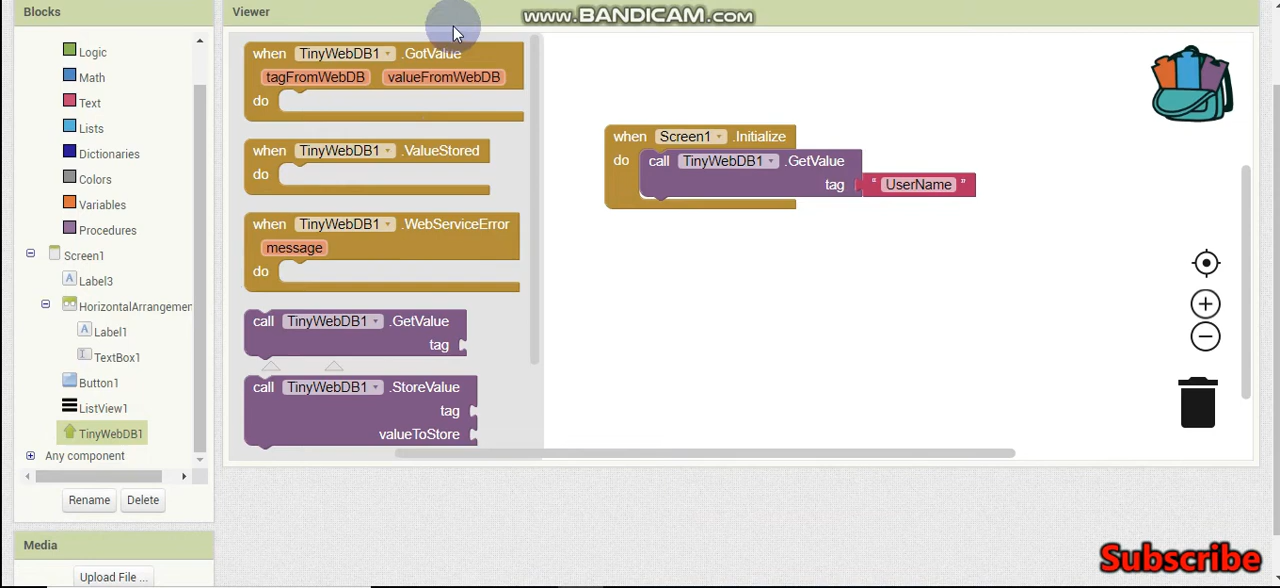 Blocks
Viewer
www.BANDICAM.com
Logic
Math
Text
Lists
Dictionaries
Colors
Variables
Procedures
Screen1
Label3
HorizontalArrangemen
Label1
TextBox1
Button1
ListView1
TinyWebDB1
Any component
Rename
Delete
Media
Upload File ...
when TinyWebDB1 .GotValue
tagFromWebDB valueFromWebDB
do
when TinyWebDB1 .ValueStored
do
when TinyWebDB1 .WebServiceError
message
do
call TinyWebDB1 .GetValue
tag
call TinyWebDB1 .StoreValue
tag
valueToStore
when Screen1 .Initialize
do call TinyWebDB1 .GetValue
tag " UserName "
Subscribe